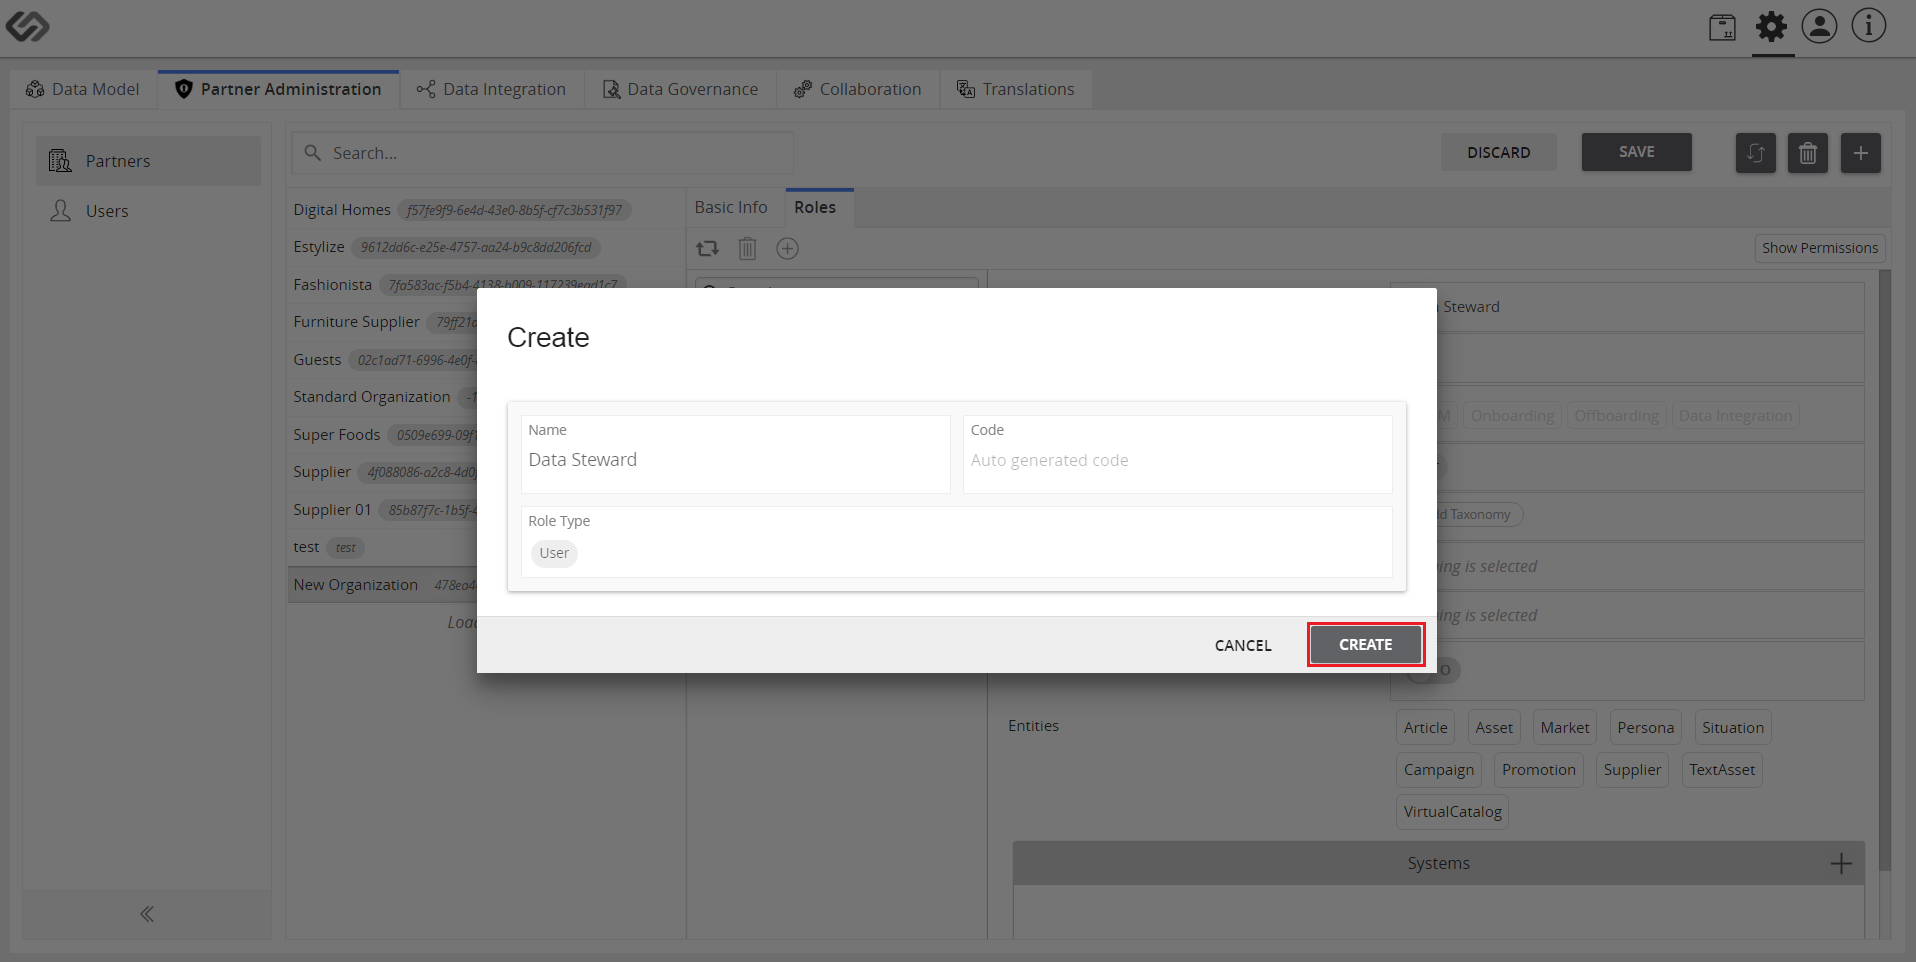 Data Model
Partner Administration
Data Integration
Data Governance
Collaboration
Translations
Partners
Users
Search...
DISCARD
SAVE
Digital Homes f57fe9f9-6e4d-43e0-8b5f-cf7c3b531f97
Estylize 9612dd6c-e25e-4757-aa24-b9c8dd206fcd
Fashionista 7fa583ac-f5b4-4138-b009-117239ead1c7
Furniture Supplier 79ff21
Guests 02c1ad71-6996-4e0f-
Standard Organization -1
Super Foods 0509e699-09f
Supplier 4f088086-a2c8-4d0
Supplier 01 85b87f7c-1b5f-4
test test
New Organization 478ea4
Load
Basic Info
Roles
Show Permissions
Steward
M
Onboarding
Offboarding
Data Integration
d Taxonomy
ing is selected
ing is selected
O
Create
Name
Data Steward
Code
Auto generated code
Role Type
User
CANCEL
CREATE
Entities
Article Asset Market Persona Situation
Campaign Promotion Supplier TextAsset
VirtualCatalog
Systems